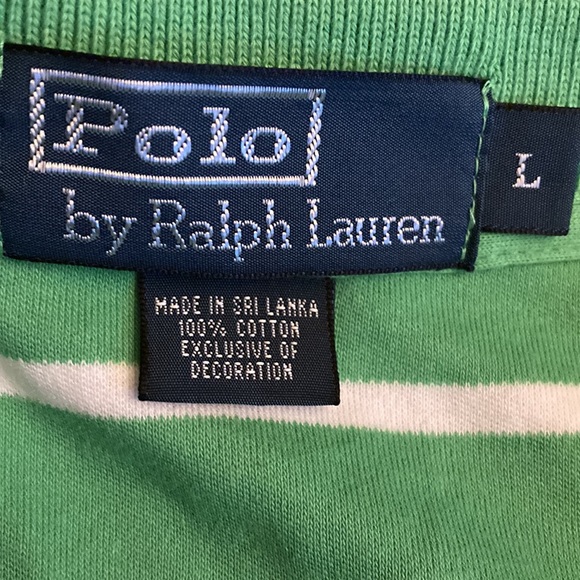 Polo
by Ralph Lauren
L
MADE IN SRI LANKA
100% COTTON
EXCLUSIVE OF
DECORATION